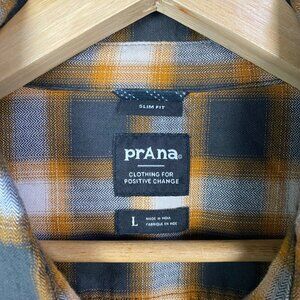 SLIM FIT
prAna
CLOTHING FOR
POSITIVE CHANGE
L
MADE IN INDIA
FABRIQUÉ EN INDE